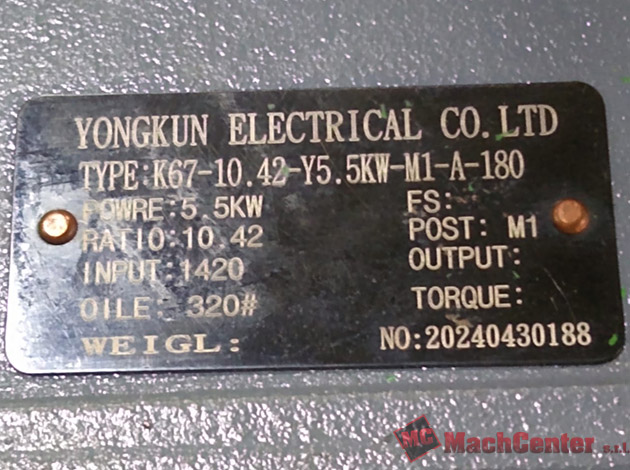 YONGKUN ELECTRICAL CO.LTD
TYPE:K67-10.42-Y5.5KW-M1-A-180
POWRE:5.5KW FS:
RATIO:10.42 POST: M1
INPUT:1420 OUTPUT:
OILE: 320# TORQUE:
WEIGL: NO:20240430188
MC MachCenter s.r.l.